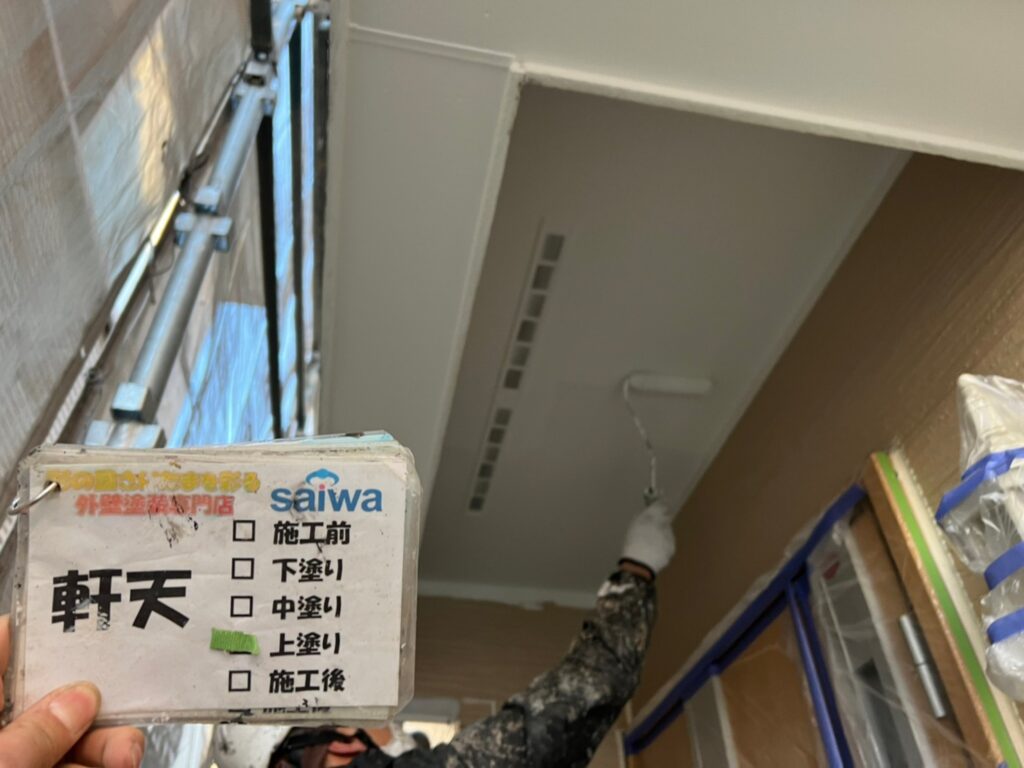 外壁塗装専門店
saiwa
軒天
施工前
下塗り
中塗り
上塗り
施工後